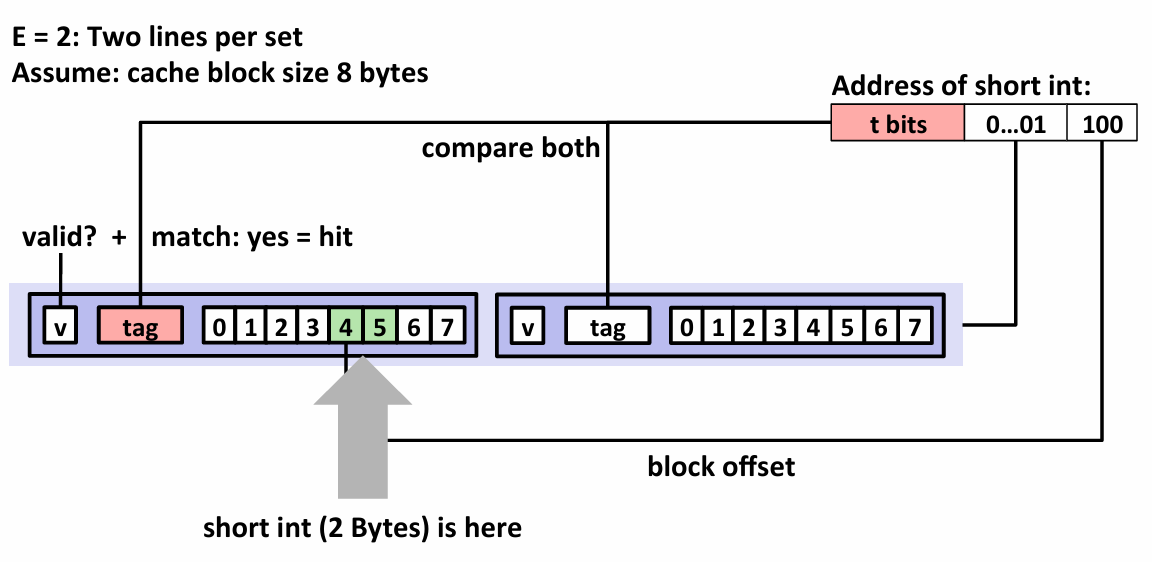 E = 2: Two lines per set
Assume: cache block size 8 bytes
Address of short int:
t bits 0…01 100
compare both
valid? + match: yes = hit
v tag 0 1 2 3 4 5 6 7 v tag 0 1 2 3 4 5 6 7
block offset
short int (2 Bytes) is here